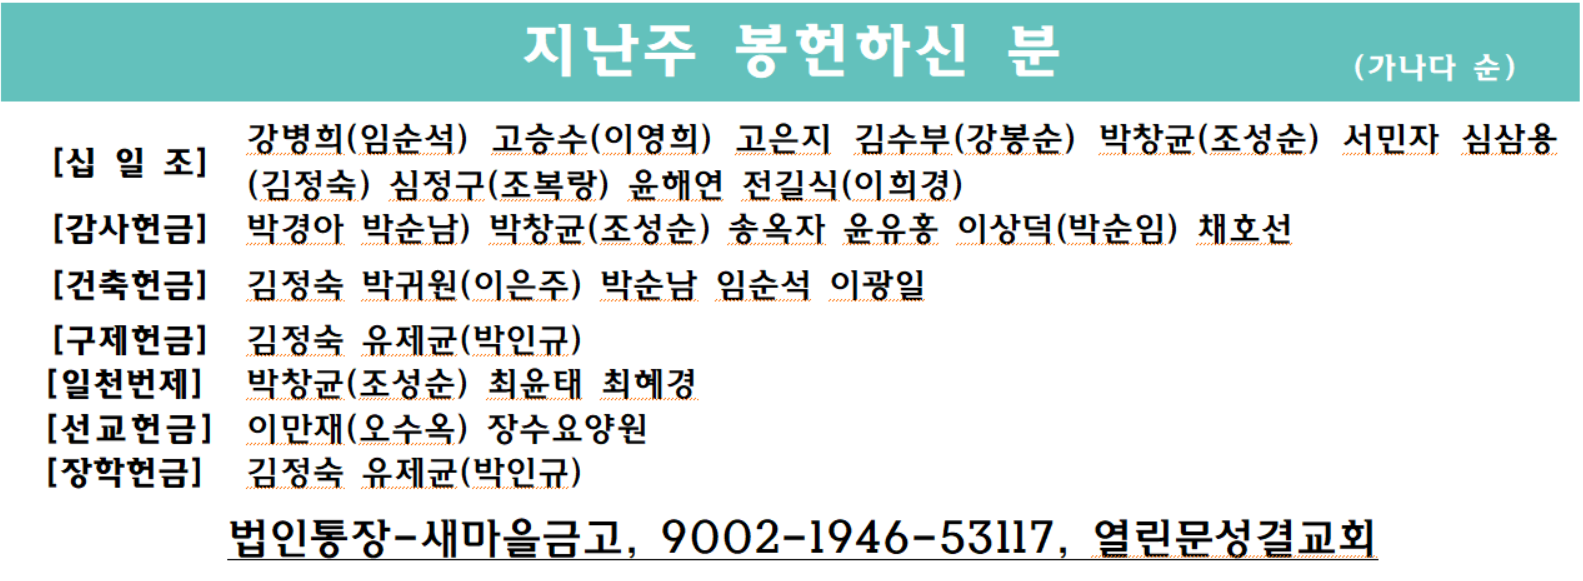 지난주 봉헌하신 분 (가나다 순)
[십 일 조] 강병희(임순석) 고승수(이영희) 고은지 김수부(강봉순) 박창균(조성순) 서민자 심삼용
(김정숙) 심정구(조복랑) 윤해연 전길식(이희경)
[감사헌금] 박경아 박순남) 박창균(조성순) 송옥자 윤유홍 이상덕(박순임) 채호선
[건축헌금] 김정숙 박귀원(이은주) 박순남 임순석 이광일
[구제헌금] 김정숙 유제균(박인규)
[일천번제] 박창균(조성순) 최윤태 최혜경
[선교헌금] 이만재(오수옥) 장수요양원
[장학헌금] 김정숙 유제균(박인규)
법인통장-새마을금고, 9002-1946-53117, 열린문성결교회